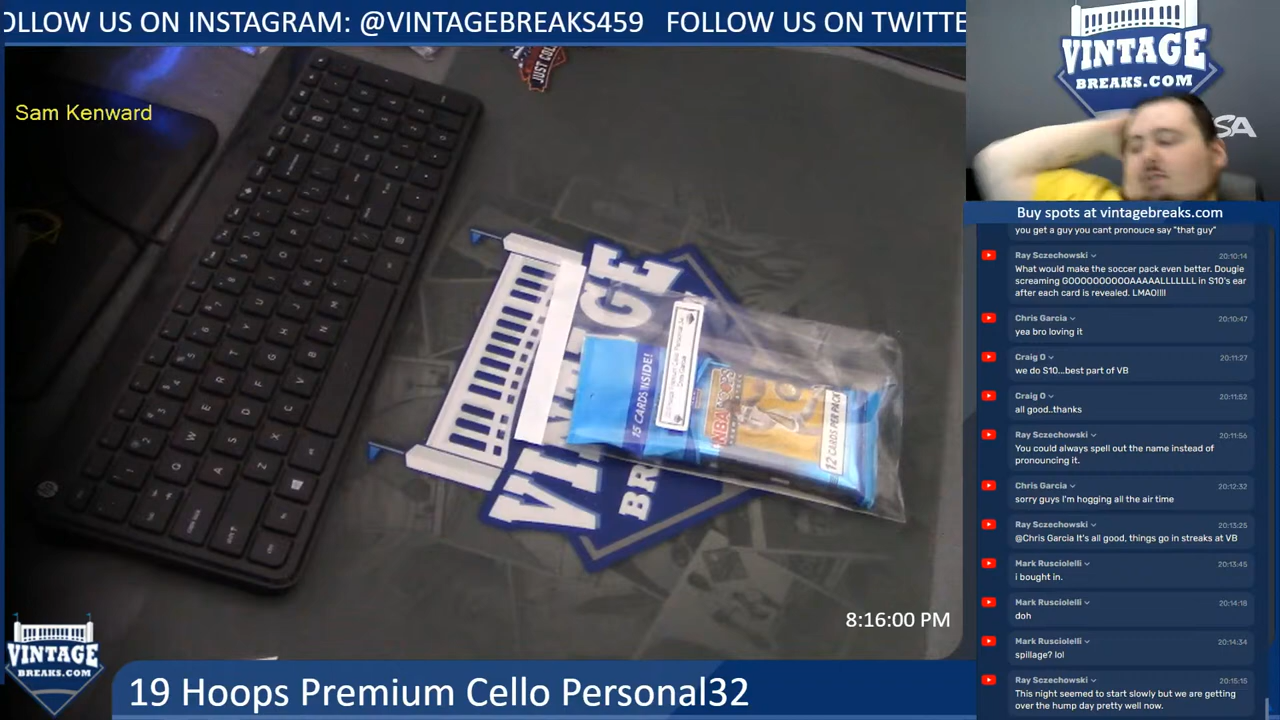 OLLOW US ON INSTAGRAM: @VINTAGEBREAKS459 FOLLOW US ON TWITTE
Sam Kenward
JUST COL
VINTAGE
BREAKS.COM
SA
Buy spots at vintagebreaks.com
you get a guy you cant pronouce say "that guy"
Ray Sczechowski 20:10:14
What would make the soccer pack even better. Dougie
screaming GOOOOOOOOOAAAAALLLLLLL in S10's ear
after each card is revealed. LMAO!!!!
Chris Garcia 20:10:47
yea bro loving it
Craig O 20:11:27
we do S10...best part of VB
Craig O 20:11:52
all good..thanks
Ray Sczechowski 20:11:56
You could always spell out the name instead of
pronouncing it.
Chris Garcia 20:12:32
sorry guys I'm hogging all the air time
Ray Sczechowski 20:13:25
@Chris Garcia It's all good, things go in streaks at VB
Mark Rusciolelli 20:13:45
i bought in.
Mark Rusciolelli 20:14:18
doh
Mark Rusciolelli 20:14:34
spillage? lol
Ray Sczechowski 20:15:15
This night seemed to start slowly but we are getting
over the hump day pretty well now.
15 CARDS INSIDE!
NBA HOOPS
12 CARDS PER PACK
8:16:00 PM
VINTAGE
BREAKS.COM
19 Hoops Premium Cello Personal32